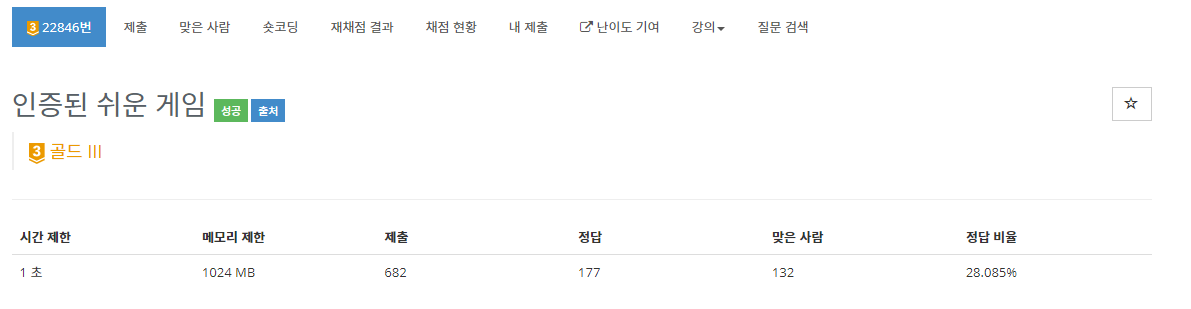 3 22846번 제출 맞은 사람 숏코딩 재채점 결과 채점 현황 내 제출 난이도 기여 강의 질문 검색
인증된 쉬운 게임 성공 출처
3 골드 III
시간 제한 메모리 제한 제출 정답 맞은 사람 정답 비율
1 초 1024 MB 682 177 132 28.085%